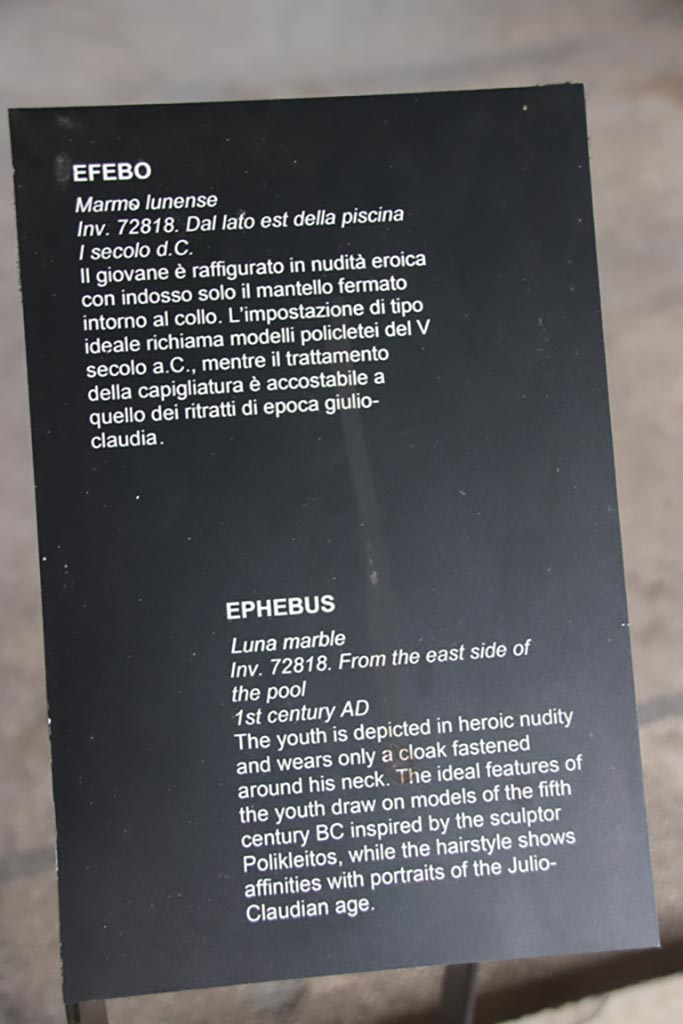 EFEBO
Marmo lunense
Inv. 72818. Dal lato est della piscina
I secolo d.C.
Il giovane è raffigurato in nudità eroica
con indosso solo il mantello fermato
intorno al collo. L'impostazione di tipo
ideale richiama modelli policletei del V
secolo a.C., mentre il trattamento
della capigliatura è accostabile a
quello dei ritratti di epoca giulio-
claudia.
EPHEBUS
Luna marble
Inv. 72818. From the east side of
the pool
1st century AD
The youth is depicted in heroic nudity
and wears only a cloak fastened
around his neck. The ideal features of
the youth draw on models of the fifth
century BC inspired by the sculptor
Polikleitos, while the hairstyle shows
affinities with portraits of the Julio-
Claudian age.